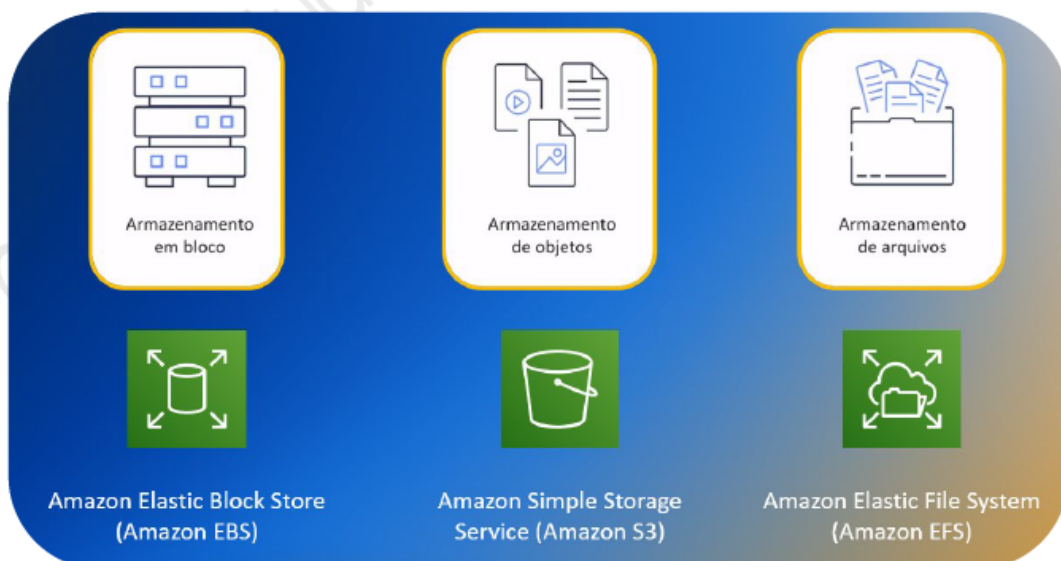 Armazenamento
em bloco
Armazenamento
de objetos
Armazenamento
de arquivos
Amazon Elastic Block Store
(Amazon EBS)
Amazon Simple Storage
Service (Amazon S3)
Amazon Elastic File System
(Amazon EFS)